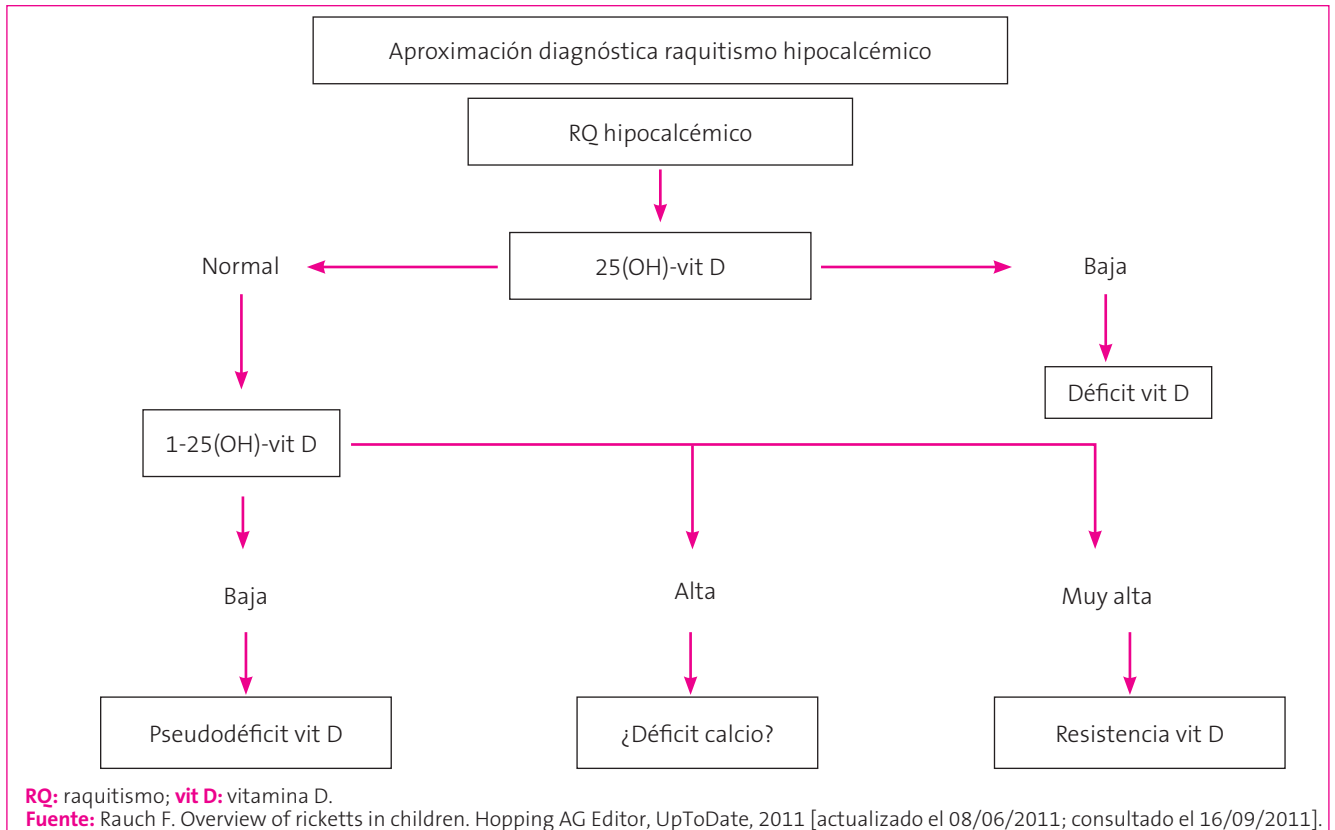 Aproximación diagnóstica raquitismo hipocalcémico
RQ hipocalcémico
Normal
25(OH)-vit D
Baja
Déficit vit D
1-25(OH)-vit D
Baja
Alta
Muy alta
Pseudodéficit vit D
¿Déficit calcio?
Resistencia vit D
RQ: raquitismo; vit D: vitamina D.
Fuente: Rauch F. Overview of ricketts in children. Hopping AG Editor, UpToDate, 2011 [actualizado el 08/06/2011; consultado el 16/09/2011].